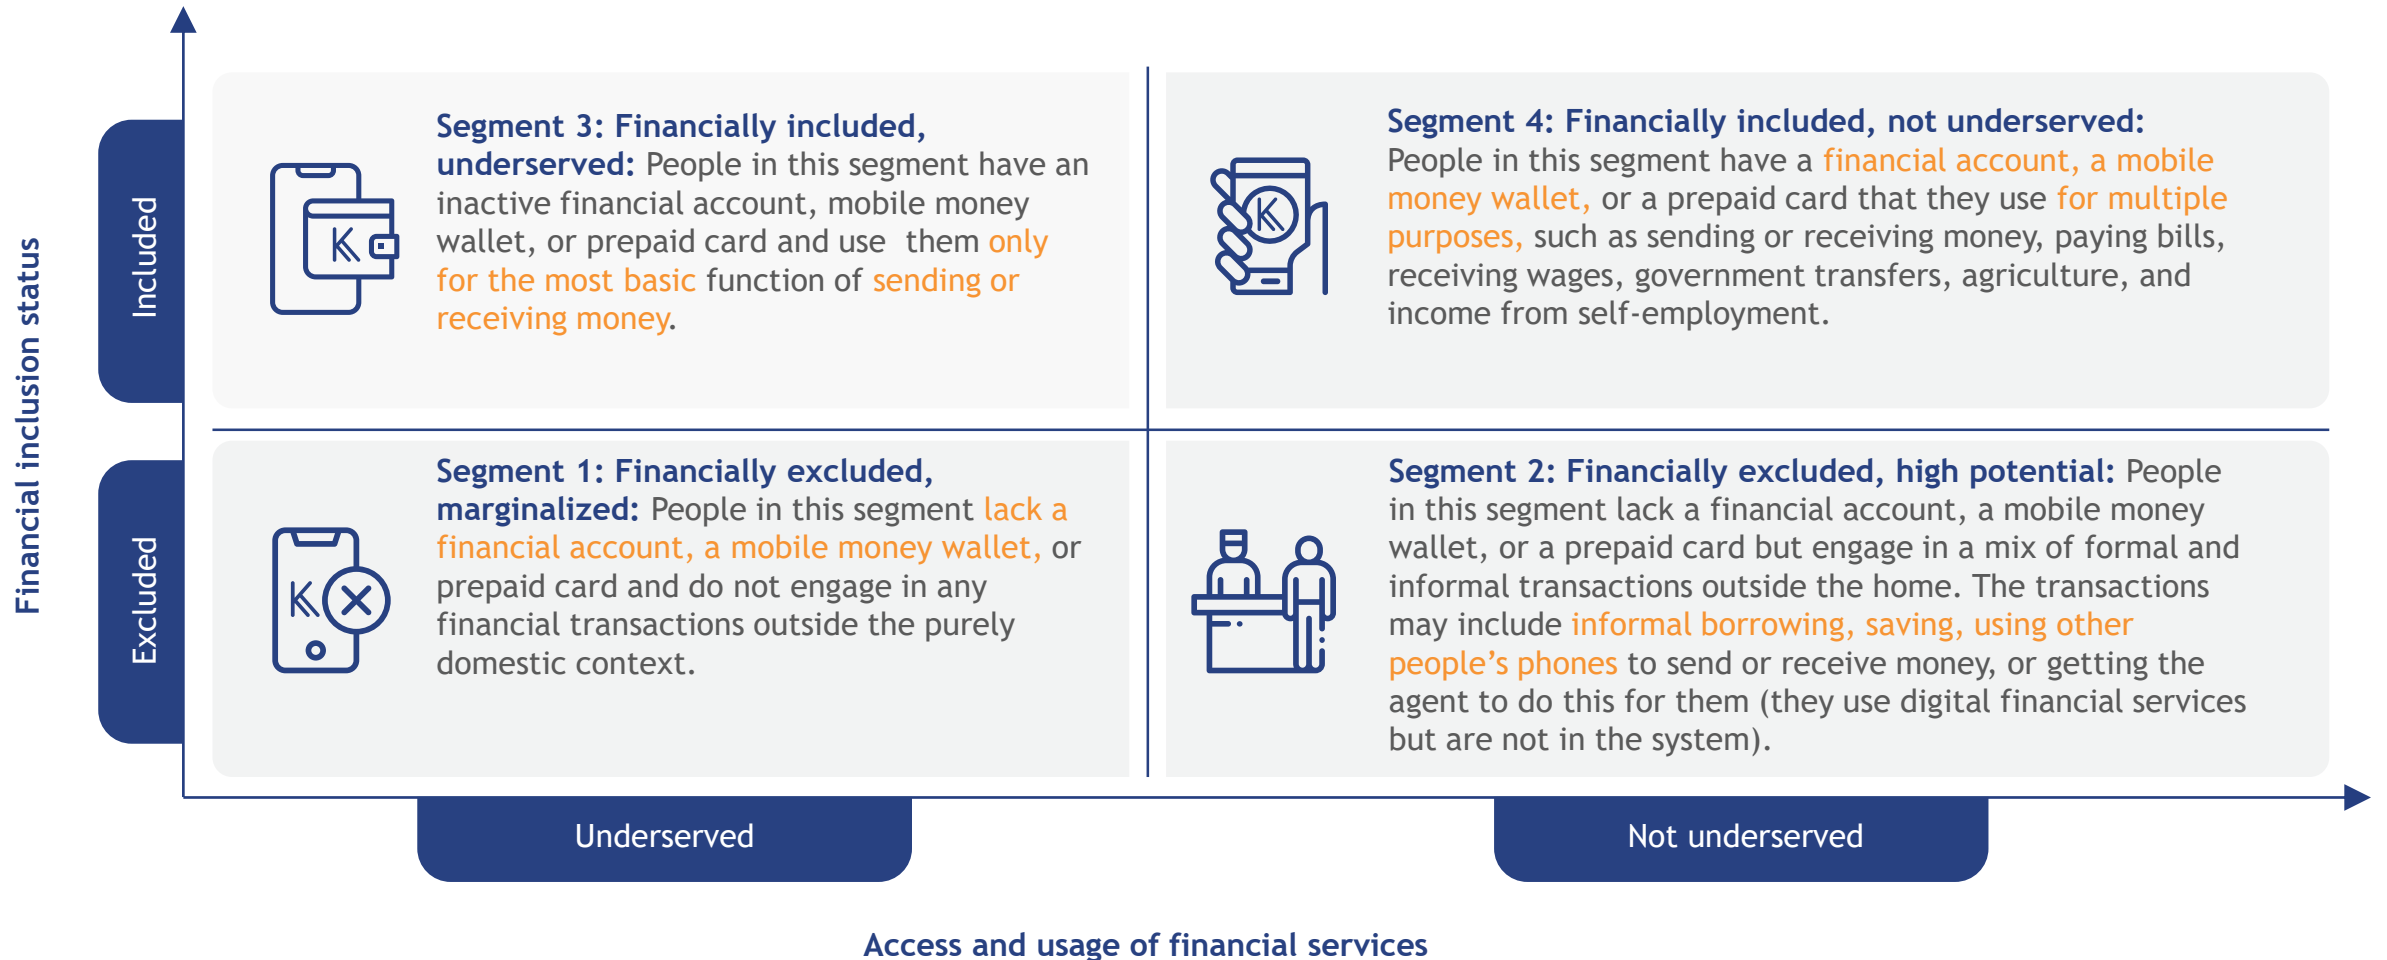 Financial inclusion status
Included
Excluded
Segment 3: Financially included,
underserved: People in this segment have an
inactive financial account, mobile money
wallet, or prepaid card and use  them only
for the most basic function of sending or
receiving money.
Segment 4: Financially included, not underserved:
People in this segment have a financial account, a mobile
money wallet, or a prepaid card that they use for multiple
purposes, such as sending or receiving money, paying bills,
receiving wages, government transfers, agriculture, and
income from self-employment.
Segment 1: Financially excluded,
marginalized: People in this segment lack a
financial account, a mobile money wallet, or
prepaid card and do not engage in any
financial transactions outside the purely
domestic context.
Segment 2: Financially excluded, high potential: People
in this segment lack a financial account, a mobile money
wallet, or a prepaid card but engage in a mix of formal and
informal transactions outside the home. The transactions
may include informal borrowing, saving, using other
people’s phones to send or receive money, or getting the
agent to do this for them (they use digital financial services
but are not in the system).
Underserved
Not underserved
Access and usage of financial services